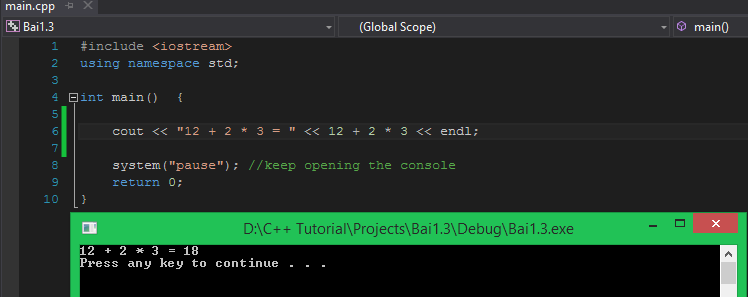 main.cpp
Bai1.3 (Global Scope) main()
1 #include <iostream>
2 using namespace std;
3
4 int main() {
5
6 cout << "12 + 2 * 3 = " << 12 + 2 * 3 << endl;
7
8 system("pause"); //keep opening the console
9 return 0;
10 }
D:\C++ Tutorial\Projects\Bai1.3\Debug\Bai1.3.exe
12 + 2 * 3 = 18
Press any key to continue . . .